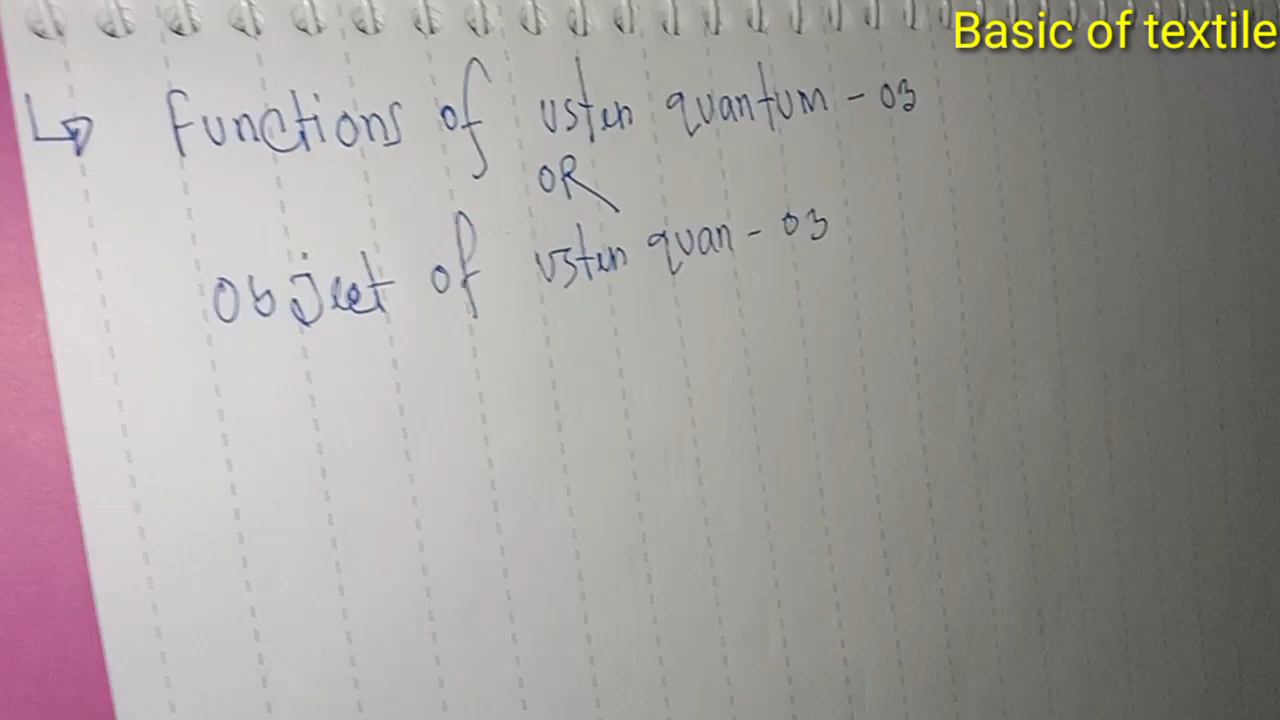 Basic of textile
Functions of uster quantum - 03
OR
Object of uster quan - 03